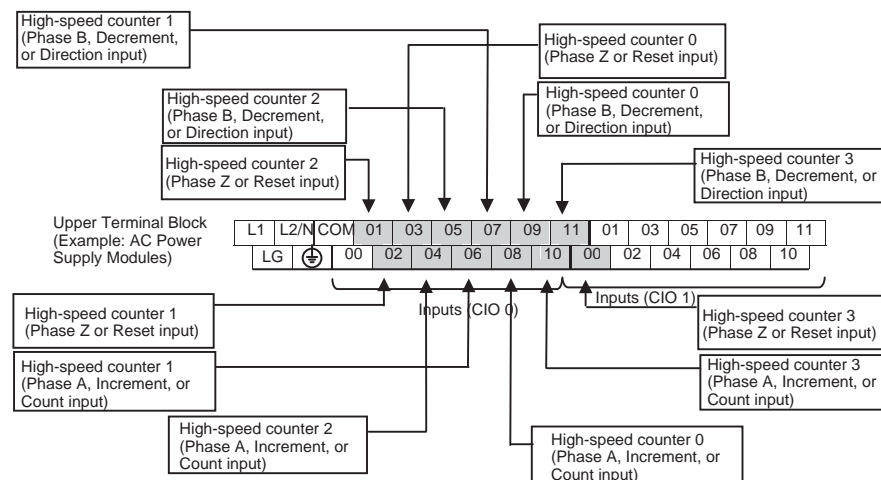 High-speed counter 1
(Phase B, Decrement,
or Direction input)
High-speed counter 0
(Phase Z or Reset input)
High-speed counter 2
(Phase B, Decrement,
or Direction input)
High-speed counter 0
(Phase B, Decrement,
or Direction input)
High-speed counter 2
(Phase Z or Reset input)
High-speed counter 3
(Phase B, Decrement, or
Direction input)
Upper Terminal Block
(Example: AC Power
Supply Modules)
L1 L2/N COM 01 03 05 07 09 11 01 03 05 07 09 11
LG 00 02 04 06 08 10 00 02 04 06 08 10
Inputs (CIO 0)
Inputs (CIO 1)
High-speed counter 1
(Phase Z or Reset input)
High-speed counter 3
(Phase Z or Reset input)
High-speed counter 1
(Phase A, Increment, or
Count input)
High-speed counter 3
(Phase A, Increment, or
Count input)
High-speed counter 2
(Phase A, Increment, or
Count input)
High-speed counter 0
(Phase A, Increment, or
Count input)